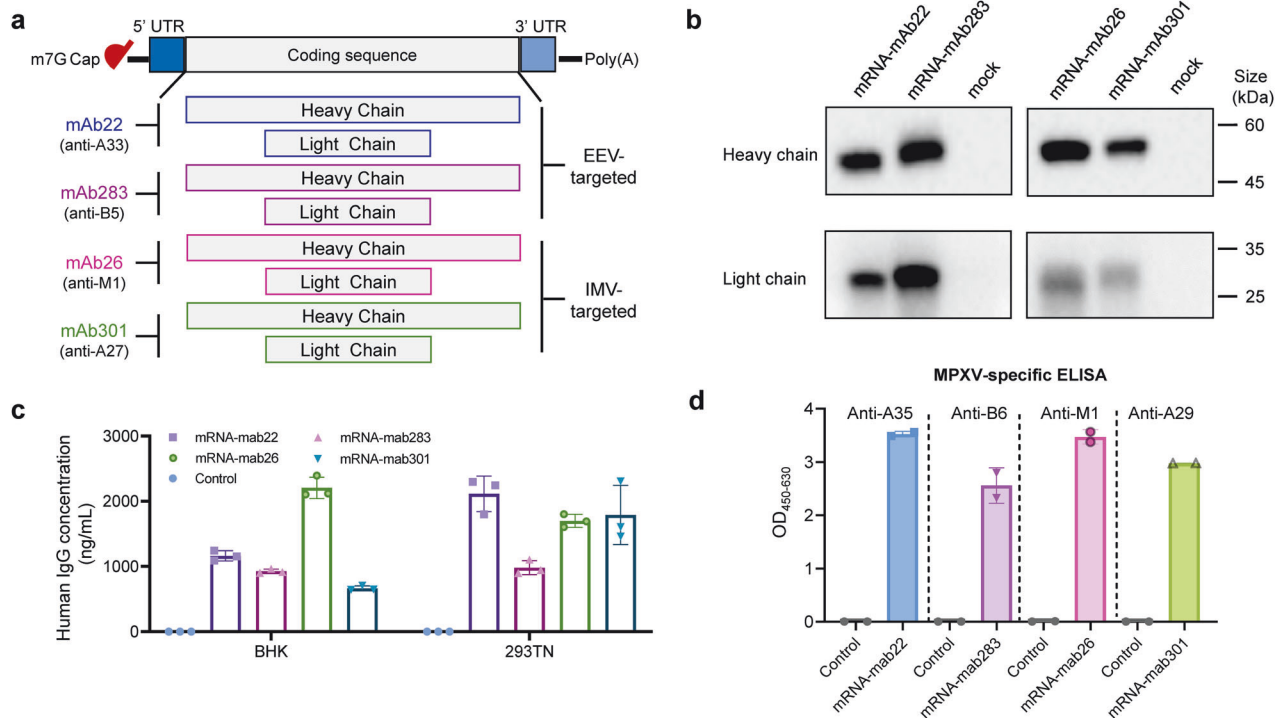 a
5′ UTR
3′ UTR
m7G Cap
Coding sequence
Poly(A)
mAb22
(anti-A33)
Heavy Chain
Light Chain
mAb283
(anti-B5)
Heavy Chain
Light Chain
EEV-
targeted
mAb26
(anti-M1)
Heavy Chain
Light Chain
mAb301
(anti-A27)
Heavy Chain
Light Chain
IMV-
targeted
b
mRNA-mAb22
mRNA-mAb283
mock
mRNA-mAb26
mRNA-mAb301
mock
Size
(kDa)
Heavy chain
60
45
Light chain
35
25
c
Human IgG concentration
(ng/mL)
3000
2000
1000
0
mRNA-mab22
mRNA-mab283
mRNA-mab26
mRNA-mab301
Control
BHK
293TN
d
MPXV-specific ELISA
Anti-A35
Anti-B6
Anti-M1
Anti-A29
OD450-630
4
3
2
1
0
Control
mRNA-mab22
Control
mRNA-mab283
Control
mRNA-mab26
Control
mRNA-mab301